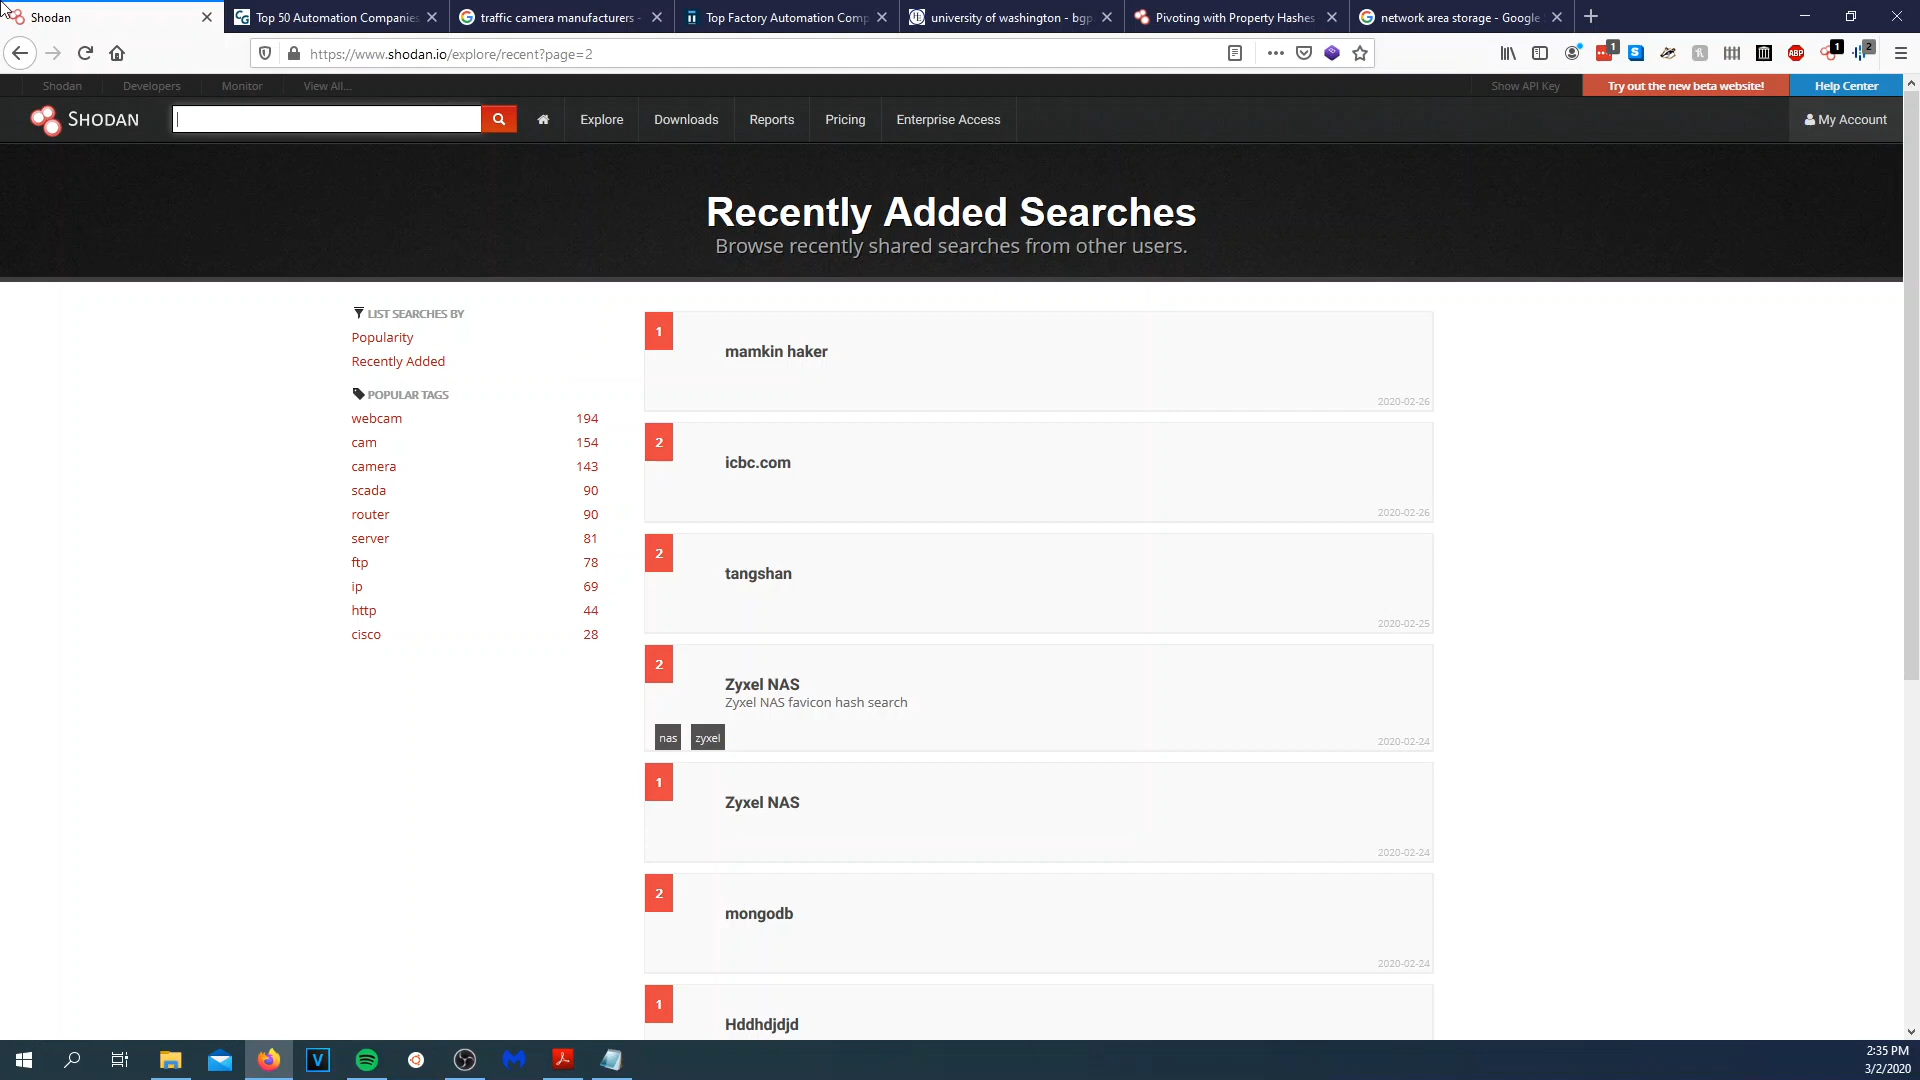 Shodan
Top 50 Automation Companies
traffic camera manufacturers -
Top Factory Automation Comp
university of washington - bgp.
Pivoting with Property Hashes
network area storage - Google
https://www.shodan.io/explore/recent?page=2
1
S
ABP
1
2
Shodan
Developers
Monitor
View All...
Show API Key
Try out the new beta website!
Help Center
SHODAN
Explore
Downloads
Reports
Pricing
Enterprise Access
My Account
Recently Added Searches
Browse recently shared searches from other users.
LIST SEARCHES BY
Popularity
Recently Added
POPULAR TAGS
webcam 194
cam 154
camera 143
scada 90
router 90
server 81
ftp 78
ip 69
http 44
cisco 28
1
mamkin haker
2020-02-26
2
icbc.com
2020-02-26
2
tangshan
2020-02-25
2
Zyxel NAS
Zyxel NAS favicon hash search
nas zyxel
2020-02-24
1
Zyxel NAS
2020-02-24
2
mongodb
2020-02-24
1
Hddhdjdjd
V
2:35 PM
3/2/2020